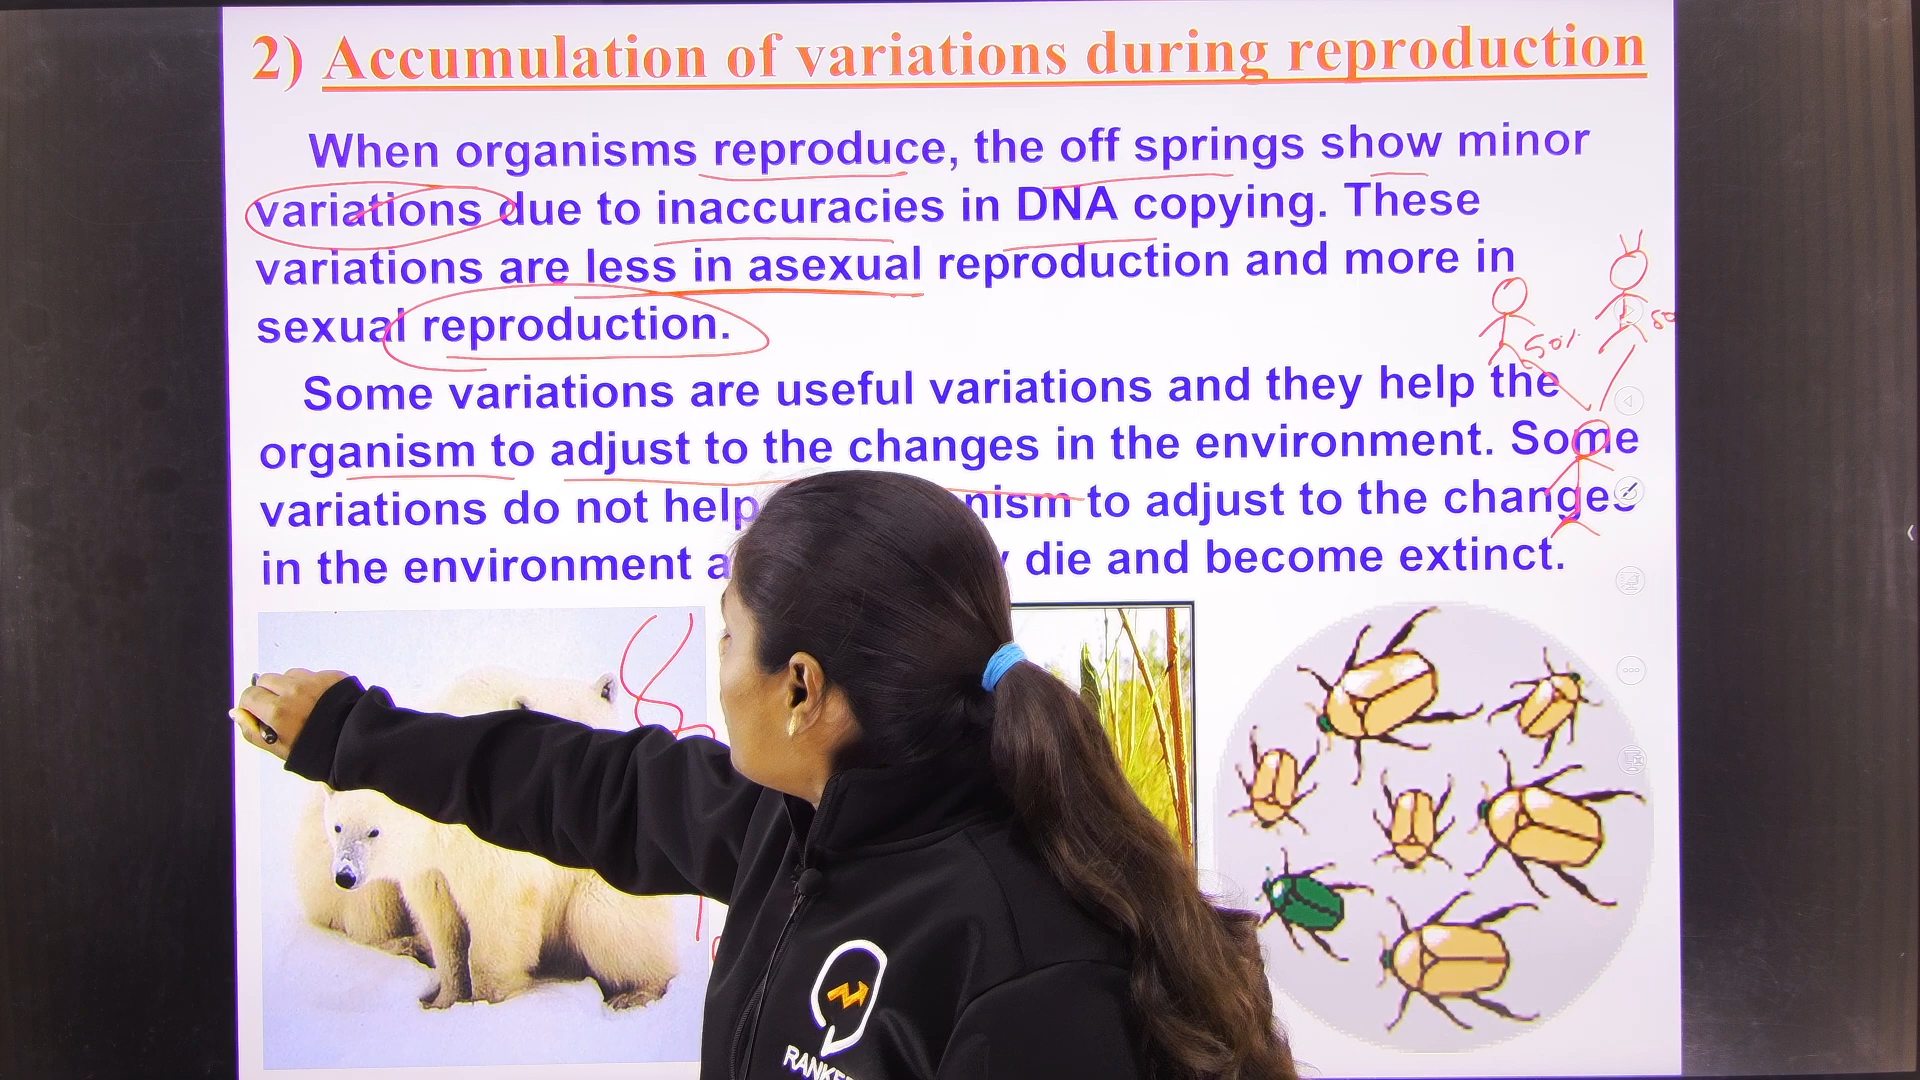 2) Accumulation of variations during reproduction
When organisms reproduce, the off springs show minor
variations due to inaccuracies in DNA copying. These
variations are less in asexual reproduction and more in
sexual reproduction.
50%
Some variations are useful variations and they help the
organism to adjust to the changes in the environment. Some
variations do not help to adjust to the changes
in the environment die and become extinct.